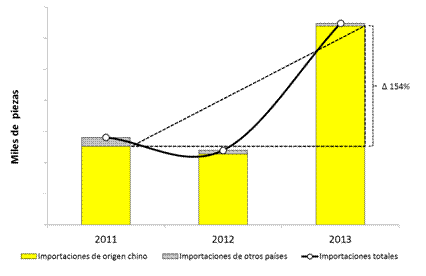 Miles de piezas
Δ 154%
2011 2012 2013
Importaciones de origen chino Importaciones de otros países Importaciones totales